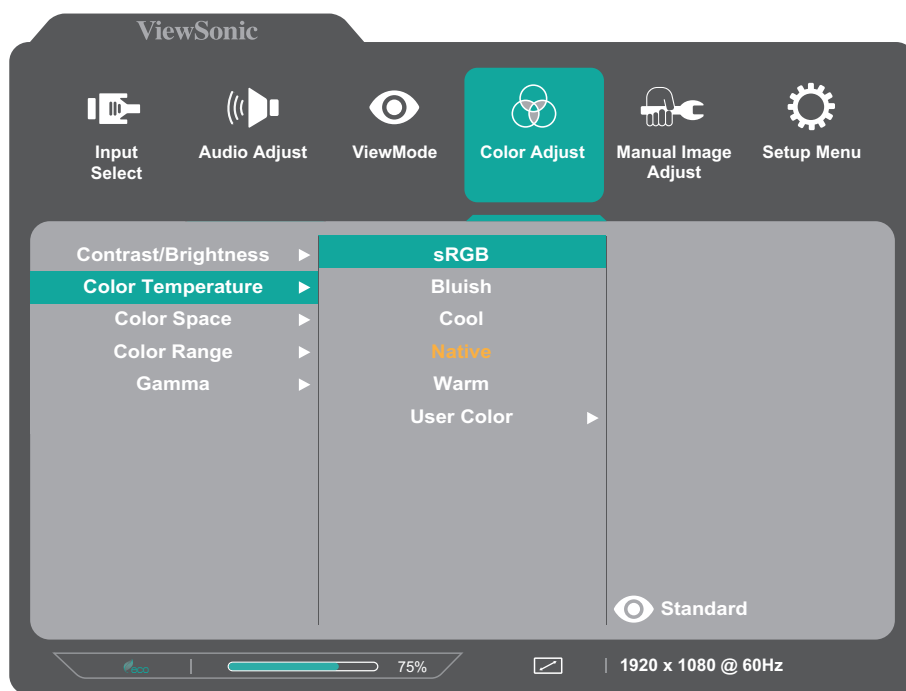 ViewSonic
Input Select
Audio Adjust
ViewMode
Color Adjust
Manual Image Adjust
Setup Menu
Contrast/Brightness
Color Temperature
Color Space
Color Range
Gamma
sRGB
Bluish
Cool
Native
Warm
User Color
Standard
eco
75%
1920 x 1080 @ 60Hz